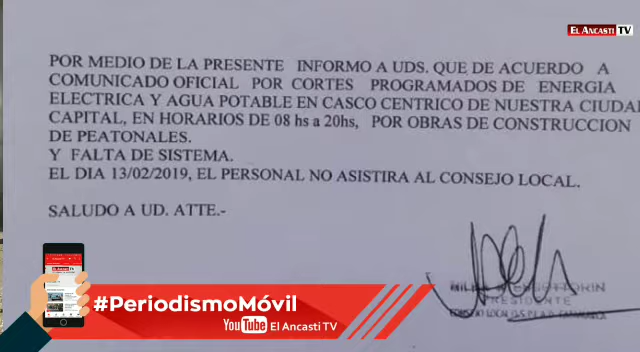 EL ANCASTI TV
POR MEDIO DE LA PRESENTE INFORMO A UDS. QUE DE ACUERDO A
COMUNICADO OFICIAL POR CORTES PROGRAMADOS DE ENERGIA
ELECTRICA Y AGUA POTABLE EN CASCO CENTRICO DE NUESTRA CIUDA
CAPITAL, EN HORARIOS DE 08 hs a 20hs, POR OBRAS DE CONSTRUCCION
DE PEATONALES.
Y FALTA DE SISTEMA.
EL DIA 13/02/2019, EL PERSONAL NO ASISTIRA AL CONSEJO LOCAL.
SALUDO A UD. ATTE.-
PRESIDENTE
#PeriodismoMóvil
YouTube El Ancasti TV